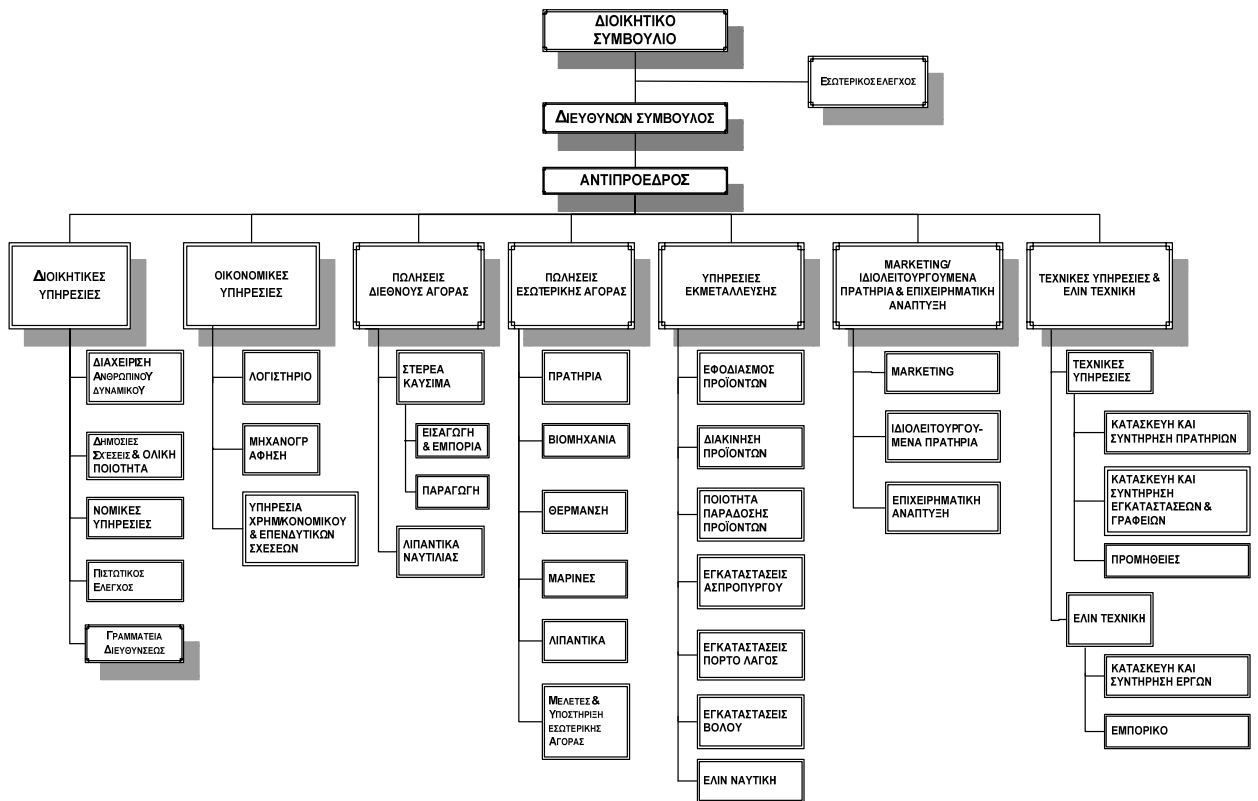 ΔΙΟΙΚΗΤΙΚΟ
ΣΥΜΒΟΥΛΙΟ
ΕΣΩΤΕΡΙΚΟΣ ΕΛΕΓΧΟΣ
ΔΙΕΥΘΥΝΩΝ ΣΥΜΒΟΥΛΟΣ
ΑΝΤΙΠΡΟΕΔΡΟΣ
ΔΙΟΙΚΗΤΙΚΕΣ
ΥΠΗΡΕΣΙΕΣ
ΔΙΑΧΕΙΡΙΣΗ
ΑΝΘΡΩΠΙΝΟΥ
ΔΥΝΑΜΙΚΟΥ
ΔΗΜΌΣΙΕΣ
ΣΧΈΣΕΙΣ & ΟΛΙΚΗ
ΠΟΙΟΤΗΤΑ
ΝΟΜΙΚΕΣ
ΥΠΗΡΕΣΙΕΣ
ΠΙΣΤΩΤΙΚΟΣ
ΕΛΕΓΧΟΣ
ΓΡΑΜΜΑΤΕΙΑ
ΔΙΕΥΘΥΝΣΕΩΣ
ΟΙΚΟΝΟΜΙΚΕΣ
ΥΠΗΡΕΣΙΕΣ
ΛΟΓΙΣΤΗΡΙΟ
ΜΗΧΑΝΟΓΡ
ΑΦΗΣΗ
ΥΠΗΡΕΣΙΑ
ΧΡΗΜΚΟΝΟΜΙΚΟΥ
& ΕΠΕΝΔΥΤΙΚΩΝ
ΣΧΕΣΕΩΝ
ΠΩΛΗΣΕΙΣ
ΔΙΕΘΝΟΥΣ ΑΓΟΡΑΣ
ΣΤΕΡΕΑ
ΚΑΥΣΙΜΑ
ΕΙΣΑΓΩΓΗ
& ΕΜΠΟΡΙΑ
ΠΑΡΑΓΩΓΗ
ΛΙΠΑΝΤΙΚΑ
ΝΑΥΤΙΛΙΑΣ
ΠΩΛΗΣΕΙΣ
ΕΣΩΤΕΡΙΚΗΣ ΑΓΟΡΑΣ
ΠΡΑΤΗΡΙΑ
ΒΙΟΜΗΧΑΝΙΑ
ΘΕΡΜΑΝΣΗ
ΜΑΡΙΝΕΣ
ΛΙΠΑΝΤΙΚΑ
ΜΕΛΕΤΕΣ &
ΥΠΟΣΤΗΡΙΞΗ
ΕΣΩΤΕΡΙΚΗΣ
ΑΓΟΡΑΣ
ΥΠΗΡΕΣΙΕΣ
ΕΚΜΕΤΑΛΛΕΥΣΗΣ
ΕΦΟΔΙΑΣΜΟΣ
ΠΡΟΪΟΝΤΩΝ
ΔΙΑΚΙΝΗΣΗ
ΠΡΟΪΟΝΤΩΝ
ΠΟΙΟΤΗΤΑ
ΠΑΡΑΔΟΣΗΣ
ΠΡΟΪΟΝΤΩΝ
ΕΓΚΑΤΑΣΤΑΣΕΙΣ
ΑΣΠΡΟΠΥΡΓΟΥ
ΕΓΚΑΤΑΣΤΑΣΕΙΣ
ΠΟΡΤΟ ΛΑΓΟΣ
ΕΓΚΑΤΑΣΤΑΣΕΙΣ
ΒΟΛΟΥ
ΕΛΙΝ ΝΑΥΤΙΚΗ
MARKETING/
ΙΔΙΟΛΕΙΤΟΥΡΓΟΥΜΕΝΑ
ΠΡΑΤΗΡΙΑ & ΕΠΙΧΕΙΡΗΜΑΤΙΚΗ
ΑΝΑΠΤΥΞΗ
MARKETING
ΙΔΙΟΛΕΙΤΟΥΡΓΟΥ-
ΜΕΝΑ ΠΡΑΤΗΡΙΑ
ΕΠΙΧΕΙΡΗΜΑΤΙΚΗ
ΑΝΑΠΤΥΞΗ
ΤΕΧΝΙΚΕΣ ΥΠΗΡΕΣΙΕΣ &
ΕΛΙΝ ΤΕΧΝΙΚΗ
ΤΕΧΝΙΚΕΣ
ΥΠΗΡΕΣΙΕΣ
ΚΑΤΑΣΚΕΥΗ ΚΑΙ
ΣΥΝΤΗΡΗΣΗ ΠΡΑΤΗΡΙΩΝ
ΚΑΤΑΣΚΕΥΗ ΚΑΙ
ΣΥΝΤΗΡΗΣΗ
ΕΓΚΑΤΑΣΤΑΣΕΩΝ &
ΓΡΑΦΕΙΩΝ
ΠΡΟΜΗΘΕΙΕΣ
ΕΛΙΝ ΤΕΧΝΙΚΗ
ΚΑΤΑΣΚΕΥΗ ΚΑΙ
ΣΥΝΤΗΡΗΣΗ ΕΡΓΩΝ
ΕΜΠΟΡΙΚΟ